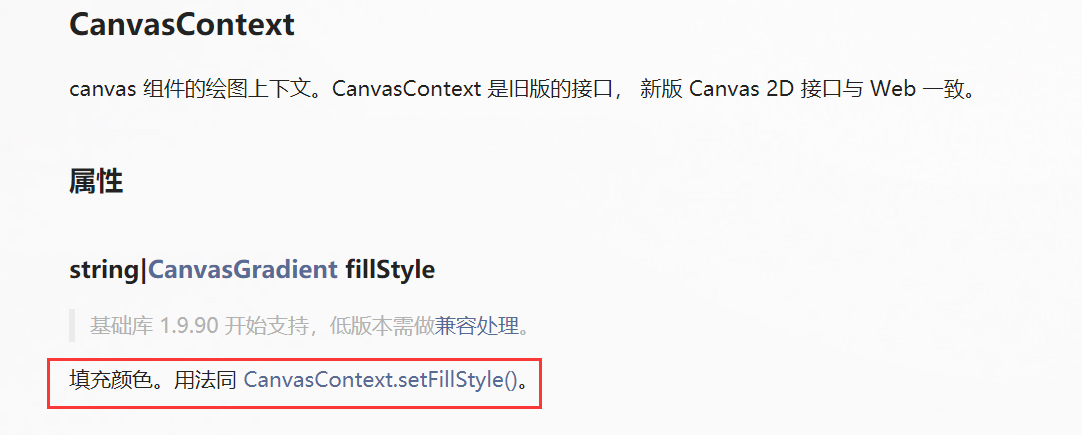 CanvasContext
canvas 组件的绘图上下文。CanvasContext 是旧版的接口， 新版 Canvas 2D 接口与 Web 一致。
属性
string|CanvasGradient fillStyle
基础库 1.9.90 开始支持，低版本需做兼容处理。
填充颜色。用法同 CanvasContext.setFillStyle()。